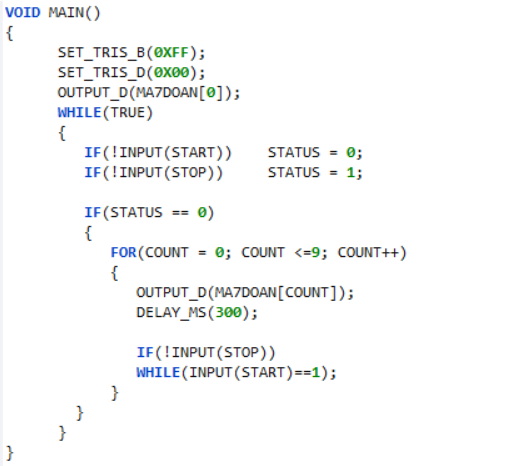 VOID MAIN()
{
SET_TRIS_B(0XFF);
SET_TRIS_D(0X00);
OUTPUT_D(MA7DOAN[0]);
WHILE(TRUE)
{
IF(!INPUT(START)) STATUS = 0;
IF(!INPUT(STOP)) STATUS = 1;
IF(STATUS == 0)
{
FOR(COUNT = 0; COUNT <=9; COUNT++)
{
OUTPUT_D(MA7DOAN[COUNT]);
DELAY_MS(300);
IF(!INPUT(STOP))
WHILE(INPUT(START)==1);
}
}
}
}